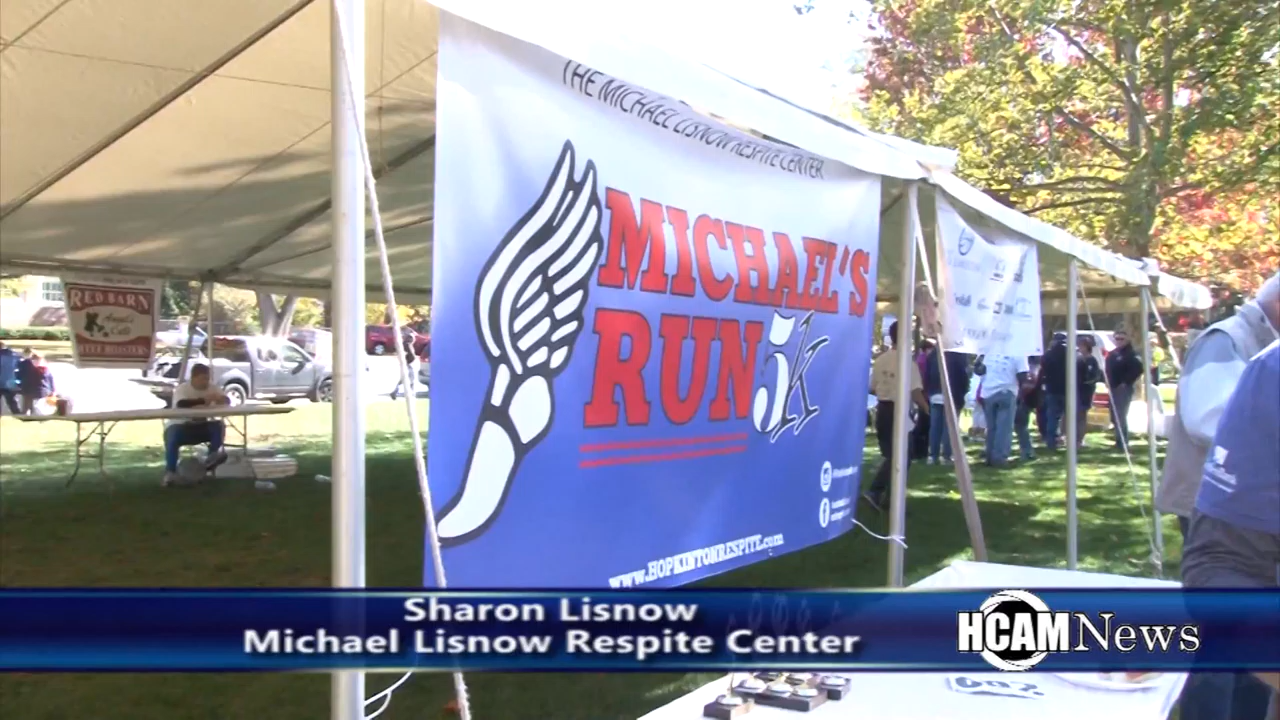 THE MICHAEL LISNOW RESPITE CENTER
MICHAEL'S
RUN 5K
www.HOPKINTONRESPITE.com
RED BARN
Sharon Lisnow
Michael Lisnow Respite Center
HCAM News